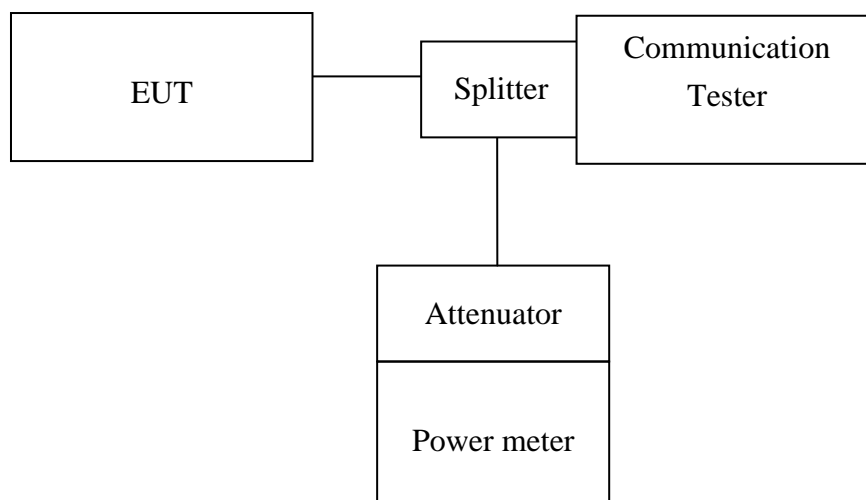 EUT
Splitter
Communication
Tester
Attenuator
Power meter